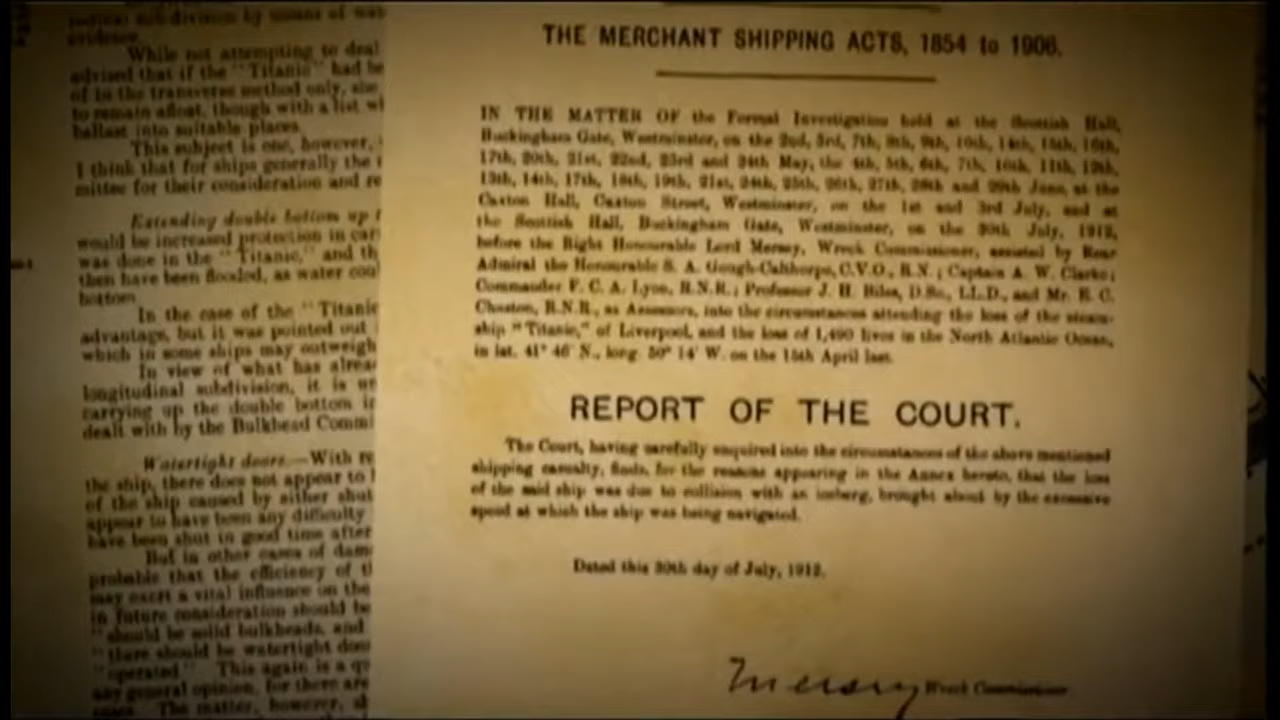 radical sub-division by means of wat
evidence.
While not attempting to deal
advised that if the "Titanic" had be
of in the transverse method only, she
to remain afloat, though with a list wh
ballast into suitable places.
This subject is one, however,
I think that for ships generally the
mittee for their consideration and re
Extending double bottom up
would be increased protection in car
was done in the "Titanic," and th
then have been flooded, as water cou
bottom.
In the case of the "Titanic
advantage, but it was pointed out
which in some ships may outweigh
In view of what has alrea
longitudinal subdivision, it is un
carrying up the double bottom in
dealt with by the Bulkhead Commi
Watertight doors.—With re
the ship, there does not appear to
of the ship caused by either shut
appear to have been any difficulty
have been shut in good time after
But in other cases of dam
probable that the efficiency of t
may exert a vital influence on the
in future consideration should be
"should be solid bulkheads, and
"there should be watertight doo
"operated." This again is a qu
any general opinion, for there are
cases. The matter, however, sh
THE MERCHANT SHIPPING ACTS, 1854 to 1906.
IN THE MATTER OF the Formal Investigation held at the Scottish Hall,
Buckingham Gate, Westminster, on the 2nd, 3rd, 7th, 8th, 9th, 10th, 14th, 15th, 16th,
17th, 20th, 21st, 22nd, 23rd and 24th May, the 4th, 5th, 6th, 7th, 10th, 11th, 12th,
13th, 14th, 17th, 18th, 19th, 21st, 24th, 25th, 26th, 27th, 28th and 29th June, at the
Caxton Hall, Caxton Street, Westminster, on the 1st and 3rd July, and at
the Scottish Hall, Buckingham Gate, Westminster, on the 30th July, 1912,
before the Right Honourable Lord Mersey, Wreck Commissioner, assisted by Rear
Admiral the Honourable S. A. Gough-Calthorpe, C.V.O., R.N.; Captain A. W. Clarke;
Commander F. C. A. Lyon, R.N.R.; Professor J. H. Biles, D.Sc., LL.D., and Mr. E. C.
Chaston, R.N.R., as Assessors, into the circumstances attending the loss of the steam-
ship "Titanic," of Liverpool, and the loss of 1,490 lives in the North Atlantic Ocean,
in lat. 41° 46' N., long. 50° 14' W. on the 15th April last.
REPORT OF THE COURT.
The Court, having carefully enquired into the circumstances of the above mentioned
shipping casualty, finds, for the reasons appearing in the Annex hereto, that the loss
of the said ship was due to collision with an iceberg, brought about by the excessive
speed at which the ship was being navigated.
Dated this 30th day of July, 1912.
Mersey Wreck Commissioner